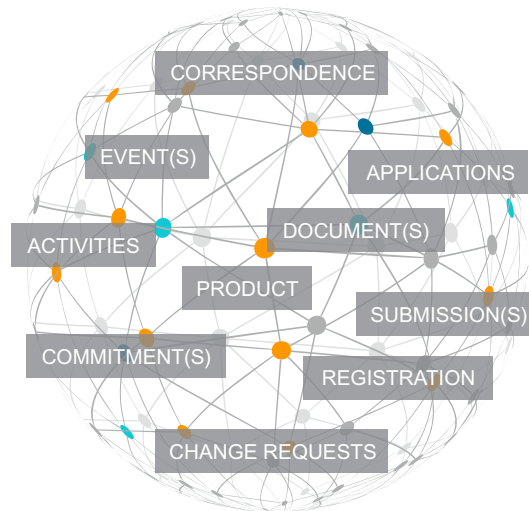 CORRESPONDENCE
EVENT(S)
APPLICATIONS
DOCUMENT(S)
ACTIVITIES
PRODUCT
SUBMISSION(S)
COMMITMENT(S)
REGISTRATION
CHANGE REQUESTS